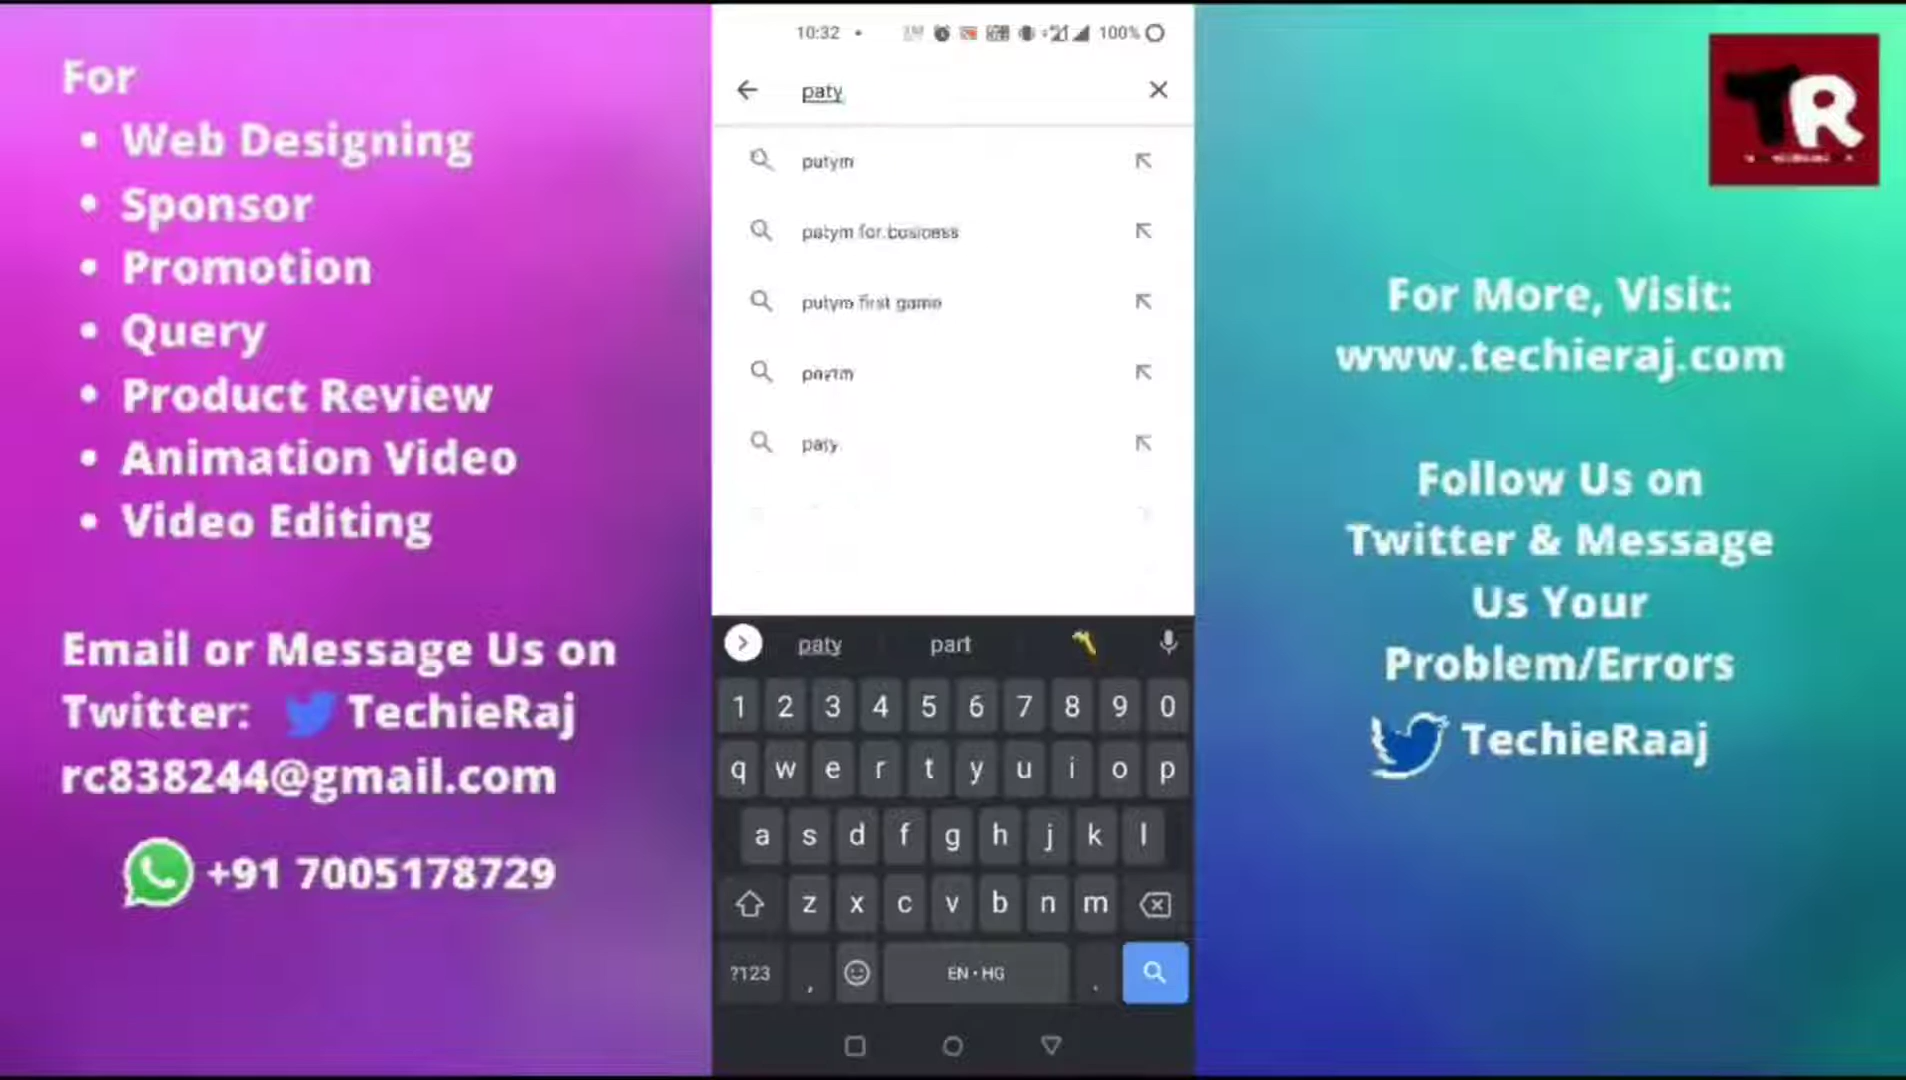 For
• Web Designing
• Sponsor
• Promotion
• Query
• Product Review
• Animation Video
• Video Editing
Email or Message Us on
Twitter: TechieRaj
rc838244@gmail.com
+91 7005178729
10:32 • 100%
paty
patym
patym for business
patym first game
paytm
paty
paty part
1 2 3 4 5 6 7 8 9 0
q w e r t y u i o p
a s d f g h j k l
z x c v b n m
?123 , EN • HG .
TR
For More, Visit:
www.techieraj.com
Follow Us on
Twitter & Message
Us Your
Problem/Errors
TechieRaaj